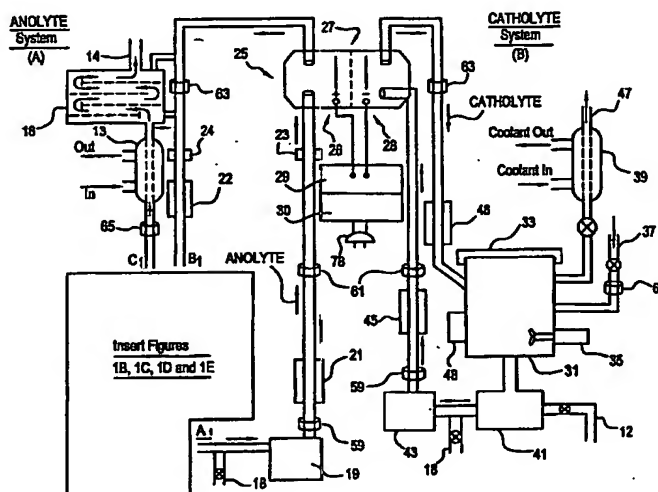 ANOLYTE
System
(A)
CATHOLYTE
System
(B)
27
14
25
63
63
47
CATHOLYTE
16
13
Coolant Out
39
24
23
26
28
Coolant In
Out
29
In
22
30
33
37
65
48
78
C1
B1
61
ANOLYTE
45
Insert Figures
1B, 1C, 1D and 1E
48
35
21
31
59
59
A1
43
12
18
19
18
41